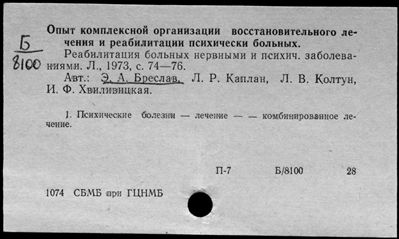 Б
8100
Опыт комплексной организации восстановительного ле-
чения и реабилитации психически больных.
Реабилитация больных нервными и психич. заболева-
ниями. Л., 1973, с. 74—76.
Авт.: Э. А. Бреслав, Л. Р. Каплан, Л. В. Колтун,
И. Ф. Хвиливицкая.
1. Психические болезни — лечение — — комбинированное ле-
чение.
П-7 Б/8100 28
1074 СБМБ при ГЦНМБ